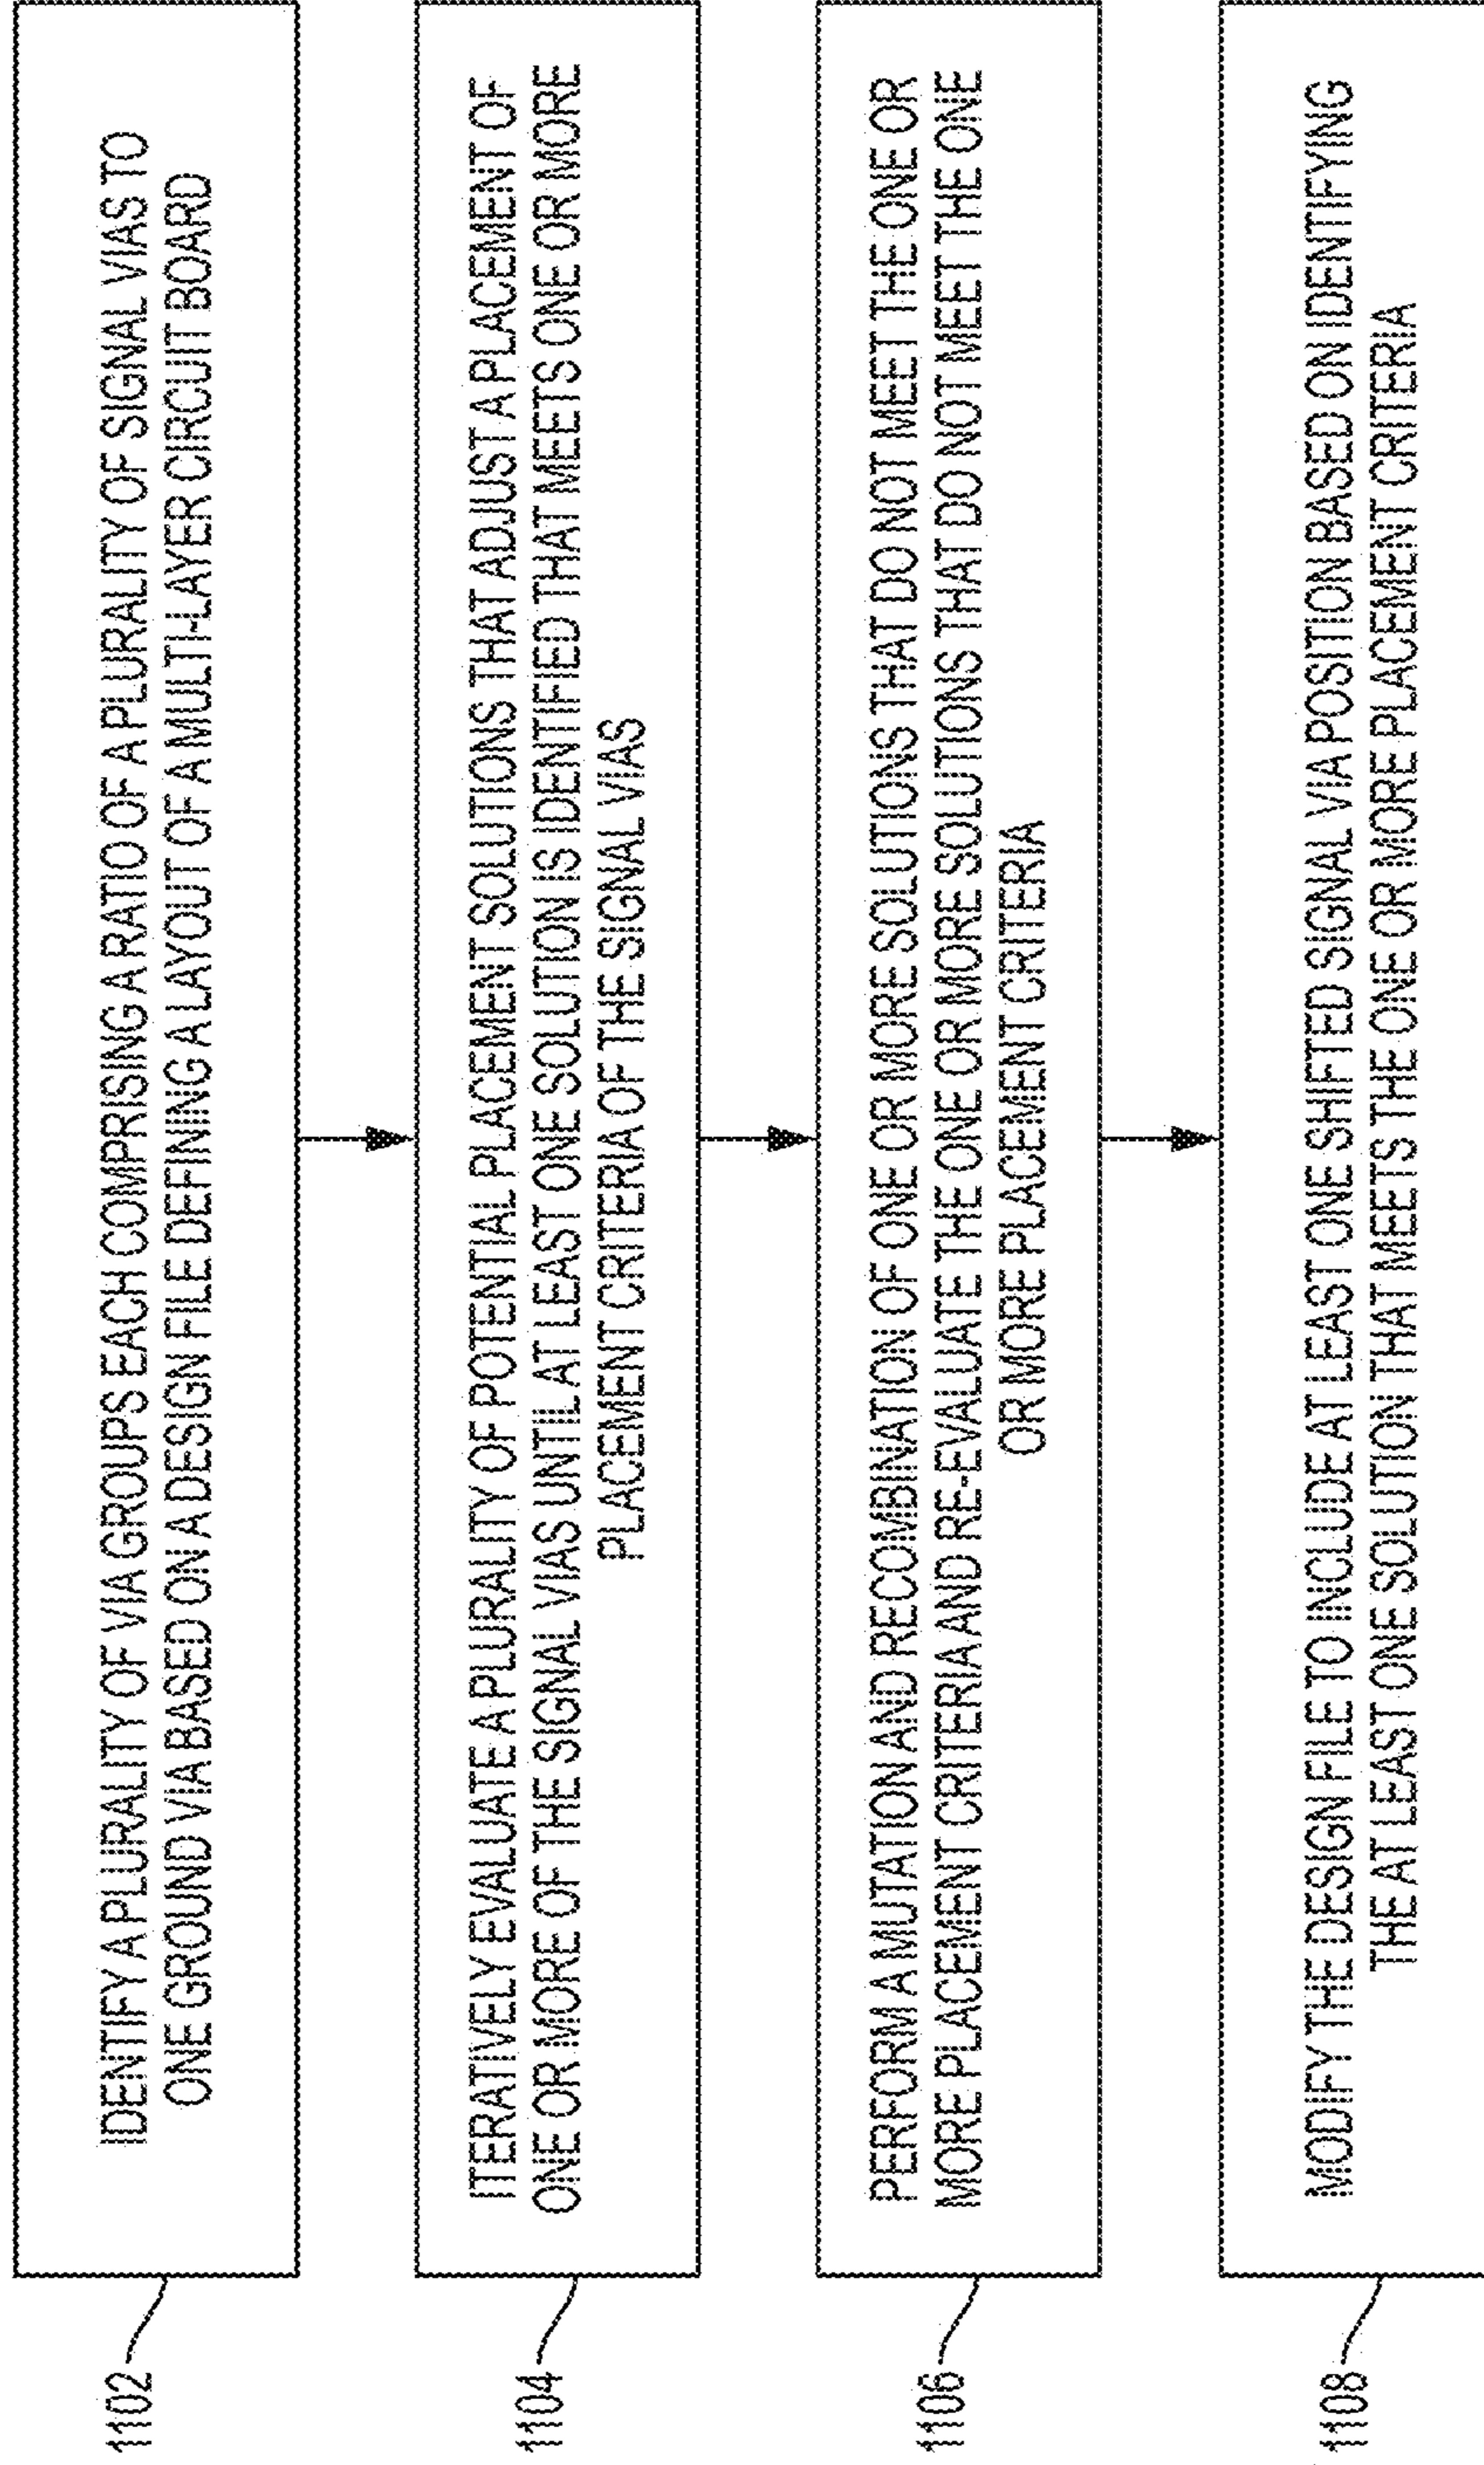 1102
IDENTIFY A PLURALITY OF VIA GROUPS EACH COMPRISING A RATIO OF A PLURALITY OF SIGNAL VIAS TO
ONE GROUND VIA BASED ON A DESIGN FILE DEFINING A LAYOUT OF A MULTI-LAYER CIRCUIT BOARD
1104
ITERATIVELY EVALUATE A PLURALITY OF POTENTIAL PLACEMENT SOLUTIONS THAT ADJUST A PLACEMENT OF
ONE OR MORE OF THE SIGNAL VIAS UNTIL AT LEAST ONE SOLUTION IS IDENTIFIED THAT MEETS ONE OR MORE
PLACEMENT CRITERIA OF THE SIGNAL VIAS
1106
PERFORM A MUTATION AND RECOMBINATION OF ONE OR MORE SOLUTIONS THAT DO NOT MEET THE ONE OR
MORE PLACEMENT CRITERIA AND RE-EVALUATE THE ONE OR MORE SOLUTIONS THAT DO NOT MEET THE ONE
OR MORE PLACEMENT CRITERIA
1108
MODIFY THE DESIGN FILE TO INCLUDE AT LEAST ONE SHIFTED SIGNAL VIA POSITION BASED ON IDENTIFYING
THE AT LEAST ONE SOLUTION THAT MEETS THE ONE OR MORE PLACEMENT CRITERIA